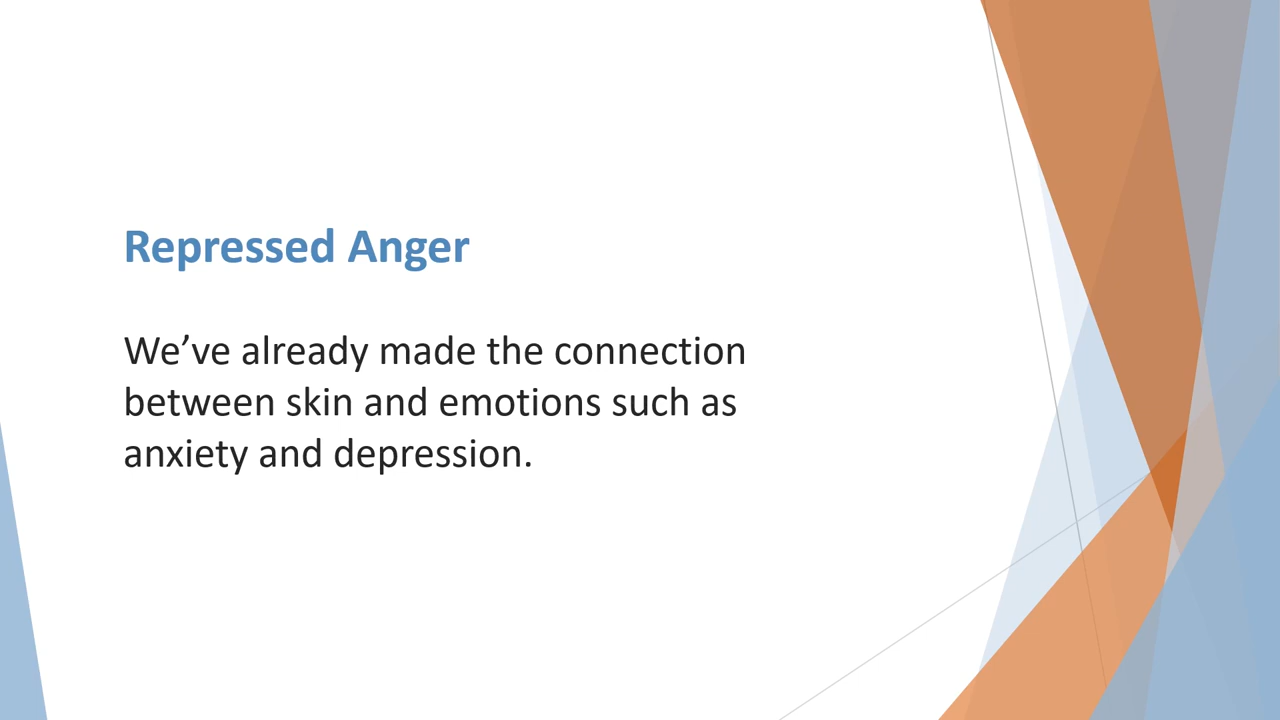 Repressed Anger
We’ve already made the connection
between skin and emotions such as
anxiety and depression.